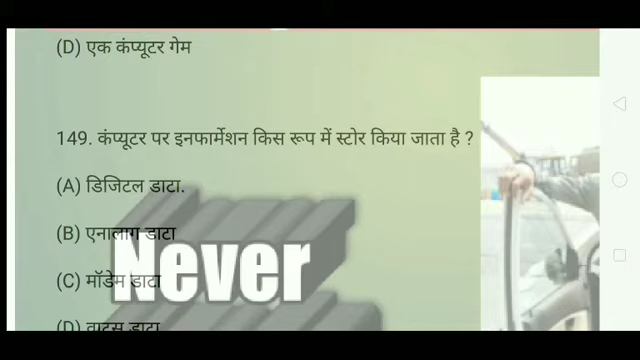 (D) एक कंप्यूटर गेम
149. कंप्यूटर पर इनफार्मेशन किस रूप में स्टोर किया जाता है ?
(A) डिजिटल डाटा.
(B) एनालाग डाटा
Never
(C) मॉडेम डाटा
(D) वाट्स डाटा